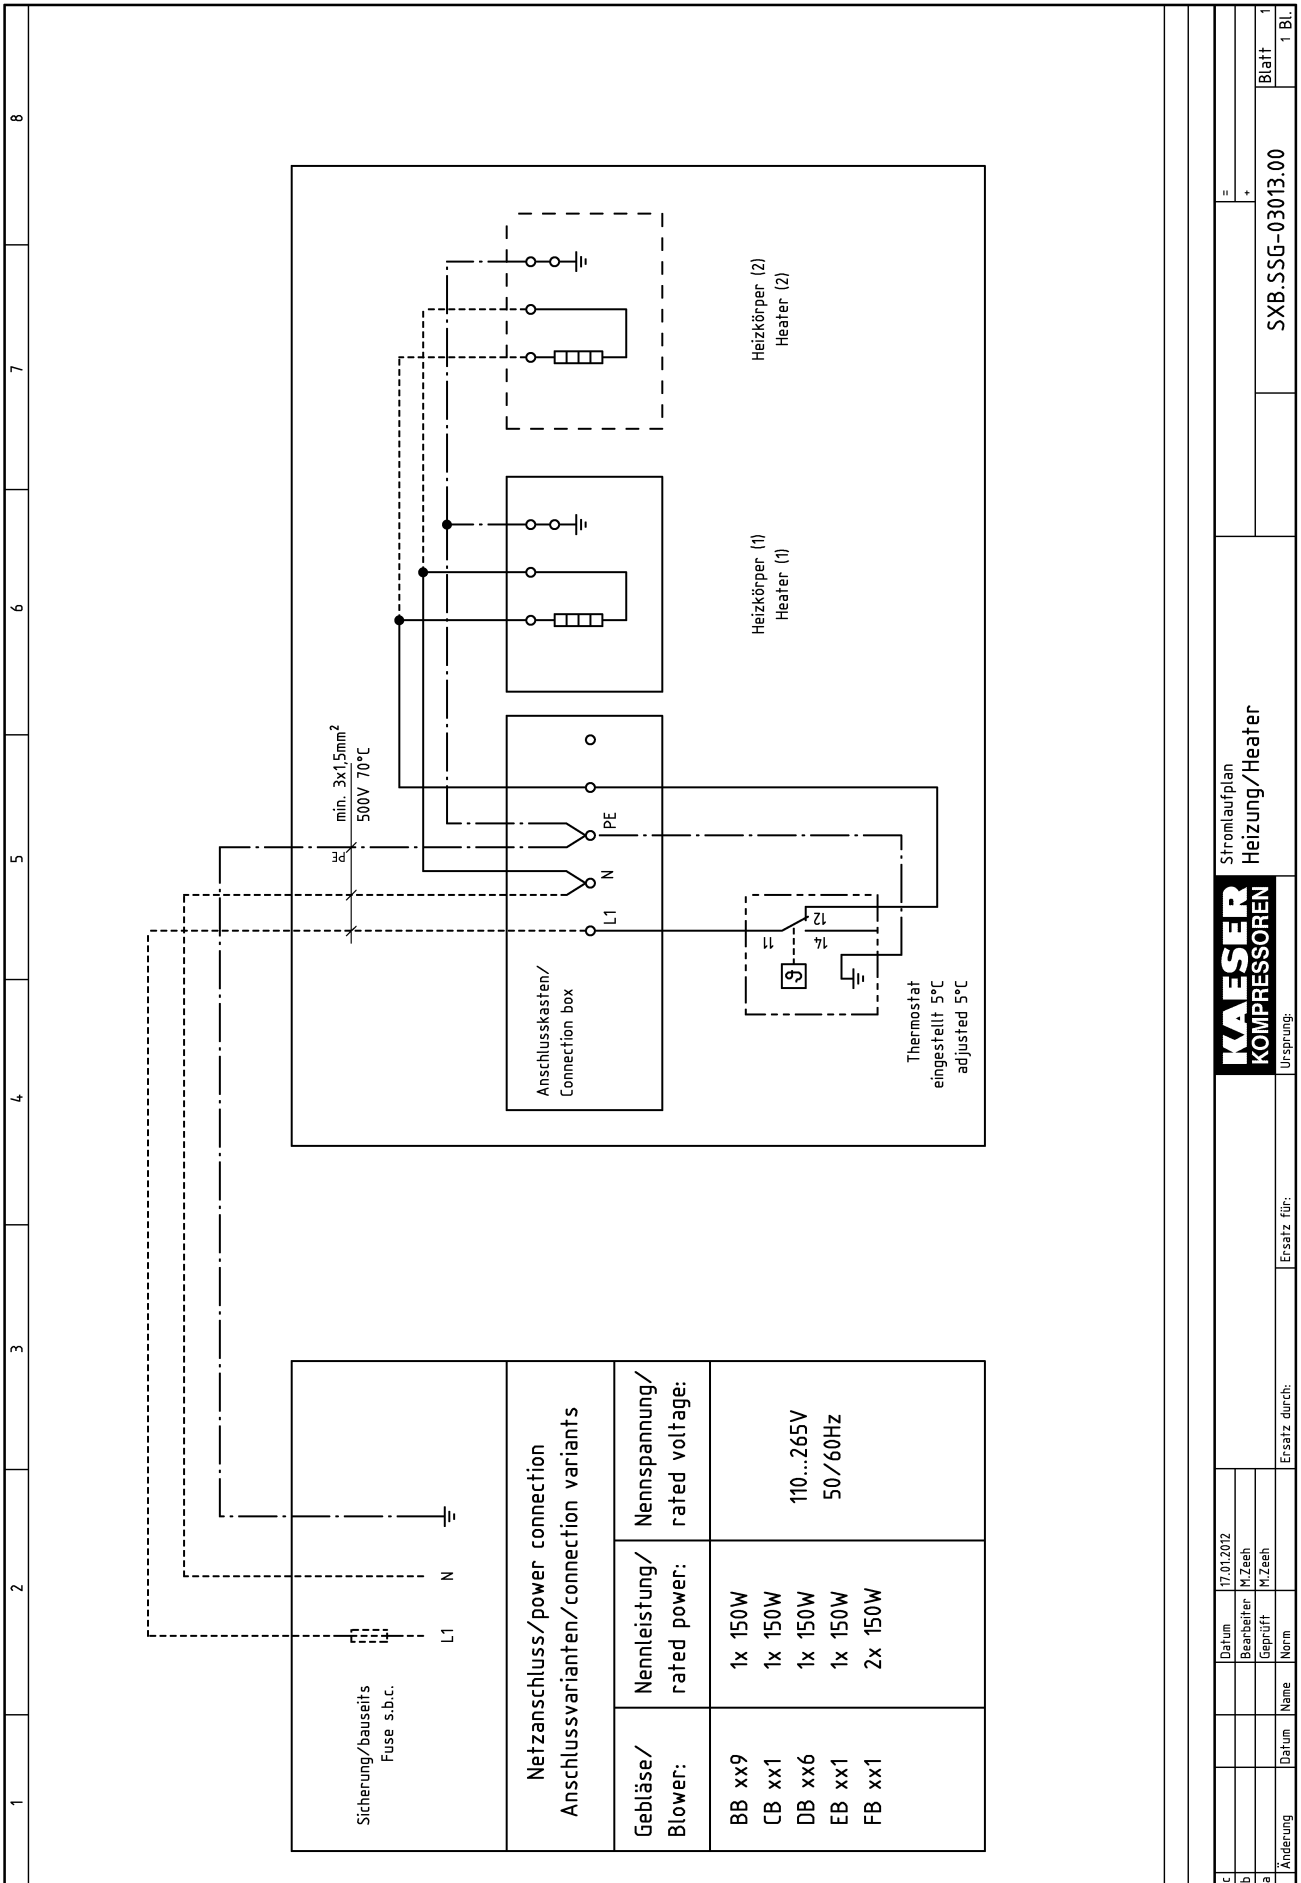 1
2
3
4
5
6
7
8
Sicherung/bauseits
Fuse s.b.c.
L1
N
Netzanschluss/power connection
Anschlussvarianten/connection variants
Gebläse/
Blower:
Nennleistung/
rated power:
Nennspannung/
rated voltage:
BB xx9 1x 150W
CB xx1 1x 150W
DB xx6 1x 150W
EB xx1 1x 150W
FB xx1 2x 150W
110...265V
50/60Hz
min. 3x1,5mm²
500V 70°C
PE
Anschlusskasten/
Connection box
L1
N
PE
11
12
14
ϑ
Thermostat
eingestellt 5°C
adjusted 5°C
Heizkörper (1)
Heater (1)
Heizkörper (2)
Heater (2)
c
b
a
Änderung
Datum
Name
Datum 17.01.2012
Bearbeiter M.Zeeh
Geprüft M.Zeeh
Norm
Ersatz durch:
Ersatz für:
Ursprung:
KAESER
KOMPRESSOREN
Stromlaufplan
Heizung/Heater
=
+
SXB.SSG-03013.00
Blatt 1
1 Bl.